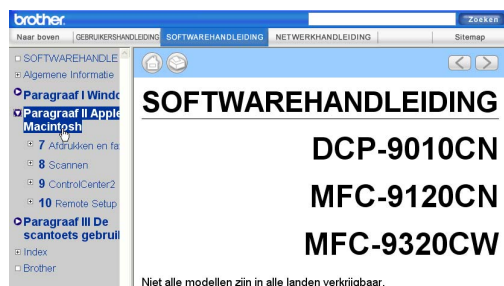 brother
Zoeken
Naar boven
GEBRUIKERSHANDLEIDING
SOFTWAREHANDLEIDING
NETWERKHANDLEIDING
Sitemap
SOFTWAREHANDLE
Algemene Informatie
Paragraaf I Windo
Paragraaf II Apple
Macintosh
7 Afdrukken en fa
8 Scannen
9 ControlCenter2
10 Remote Setup
Paragraaf III De
scantoets gebruil
Index
Brother
SOFTWAREHANDLEIDING
DCP-9010CN
MFC-9120CN
MFC-9320CW
Niet alle modellen zijn in alle landen verkrijgbaar.